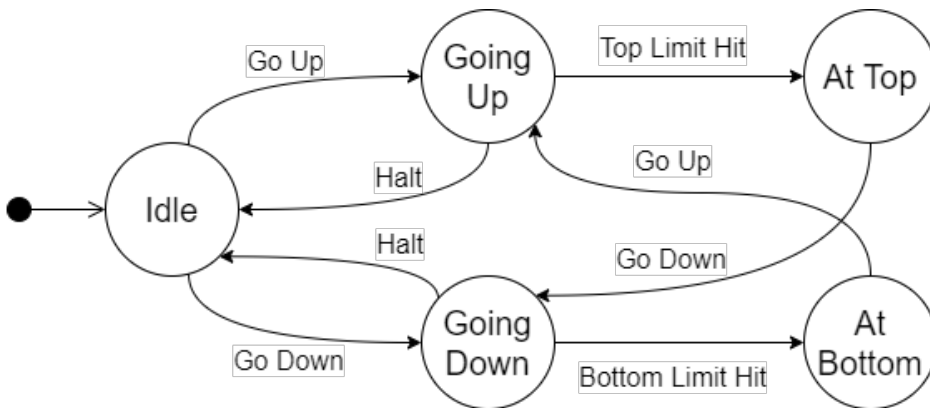 Go Up
Going
Up
Top Limit Hit
At Top
Halt
Go Up
Idle
Halt
Go Down
Go Down
Going
Down
Bottom Limit Hit
At
Bottom